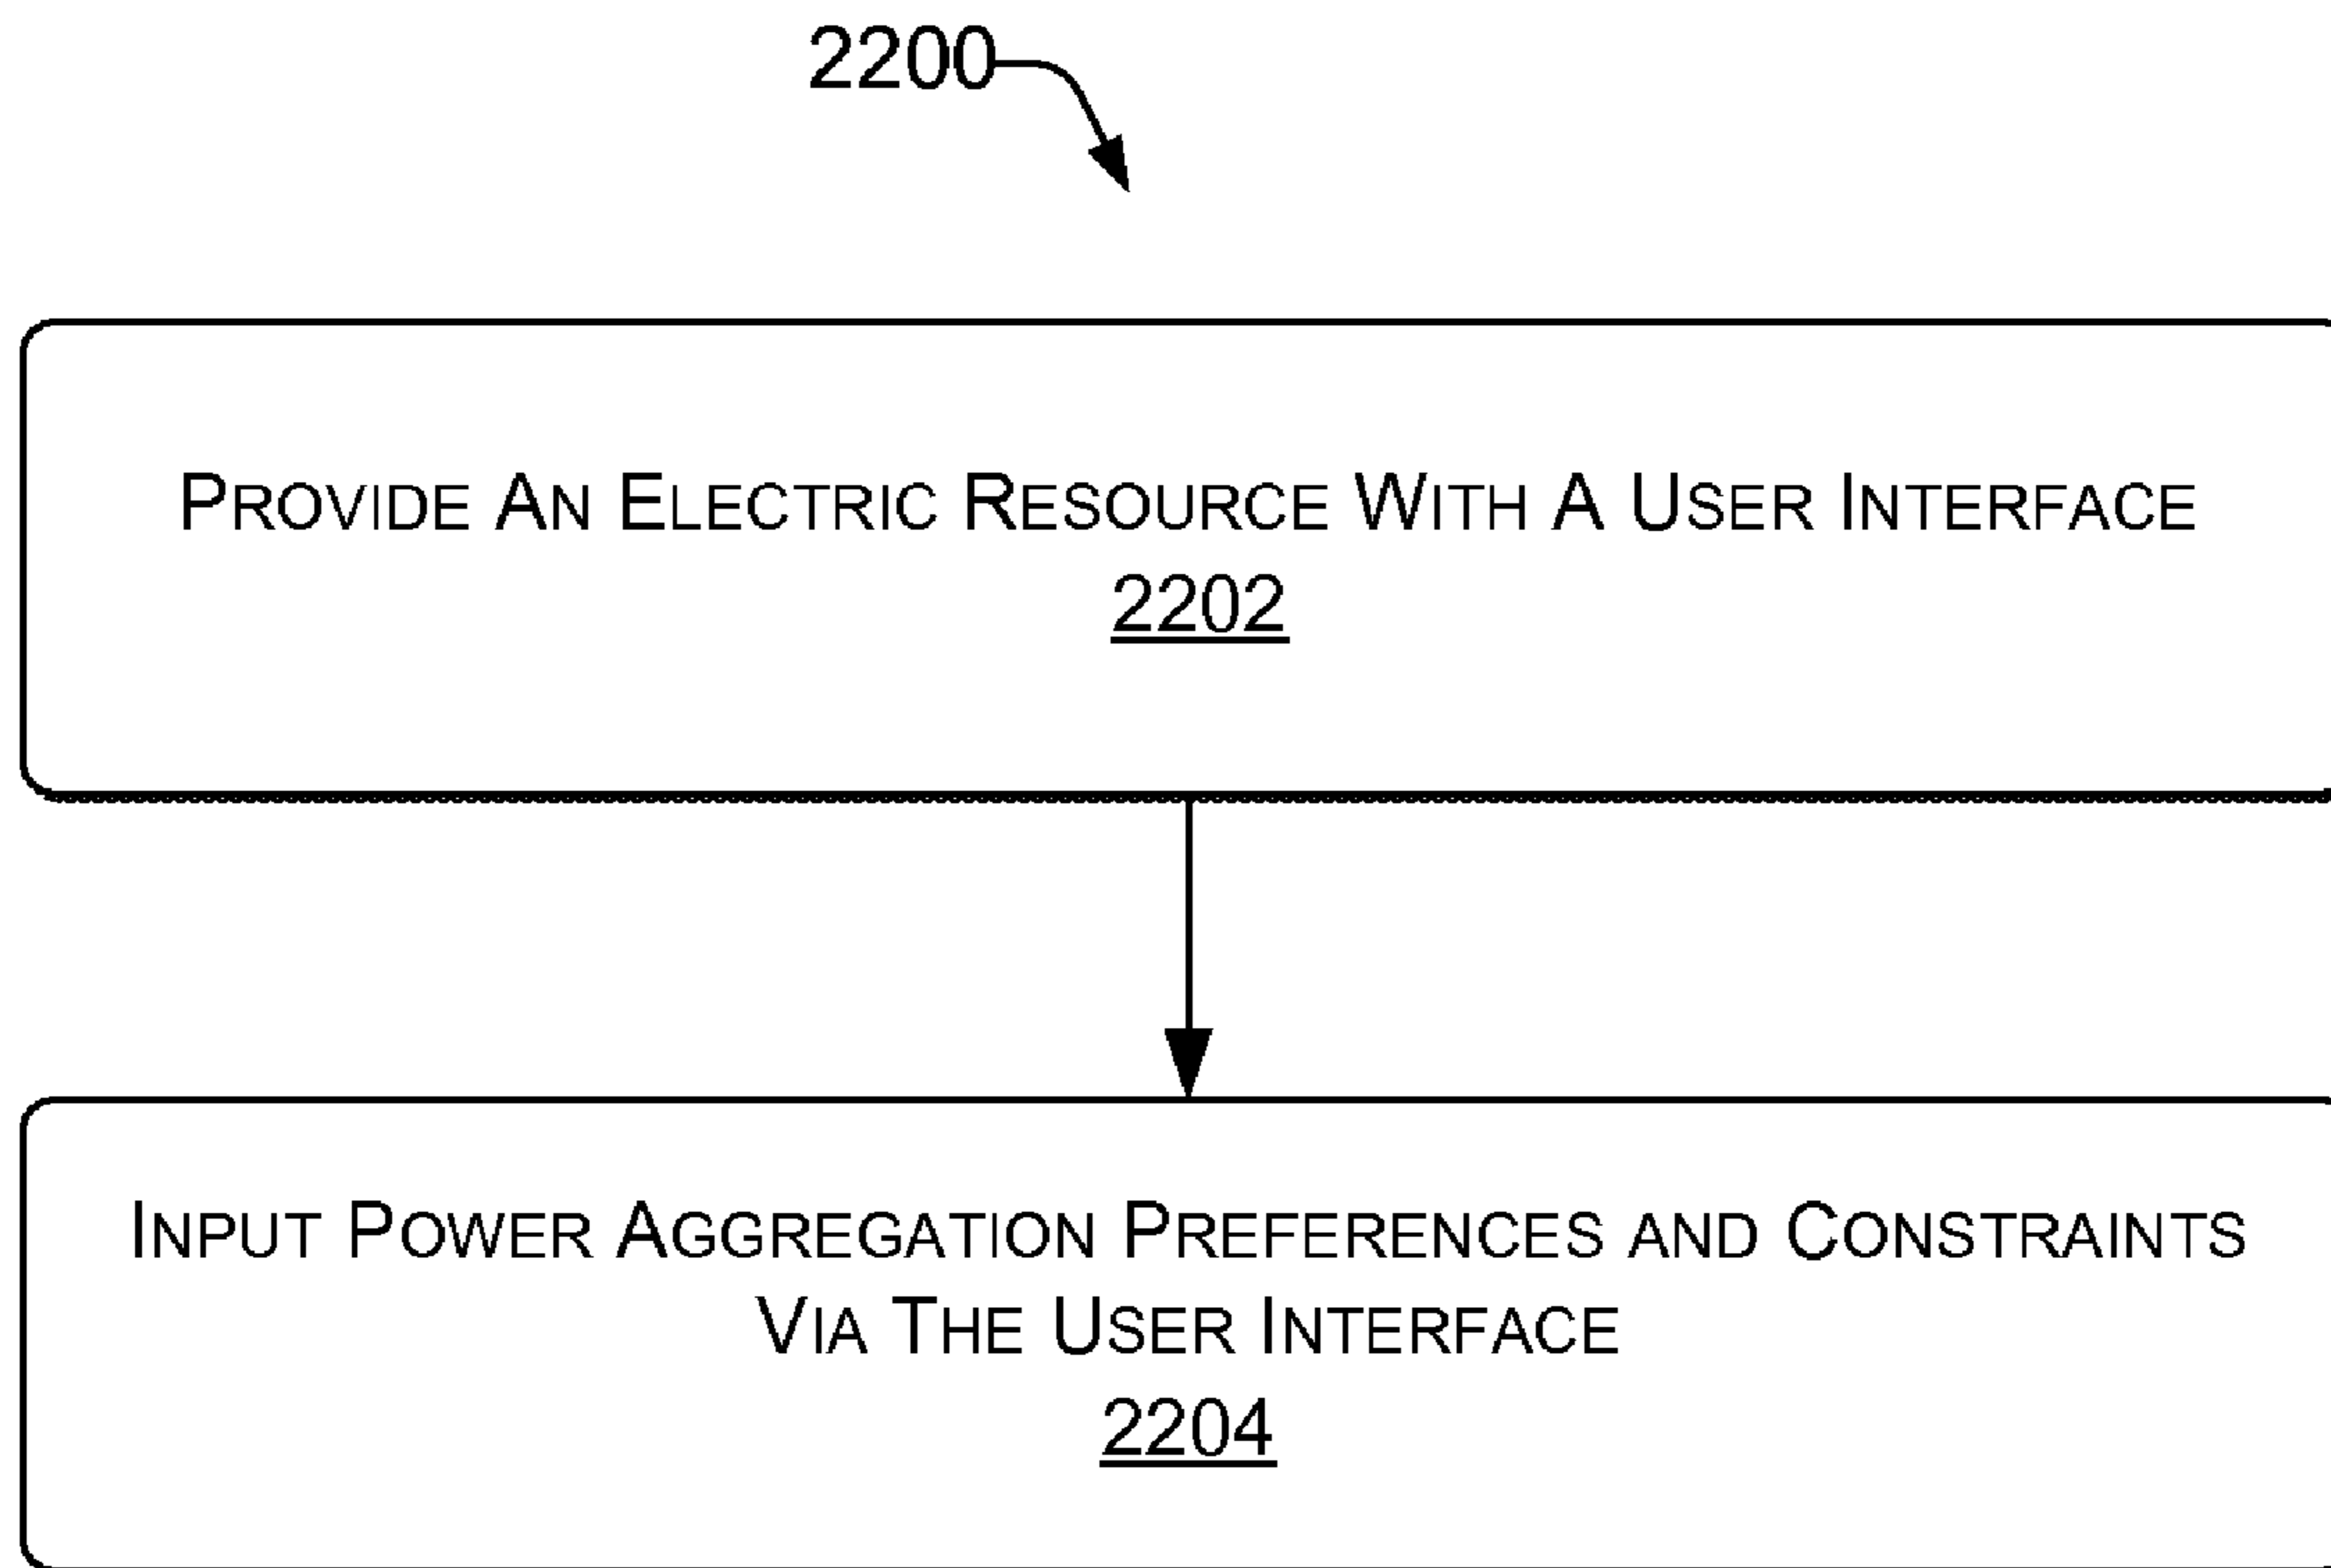 2200
PROVIDE AN ELECTRIC RESOURCE WITH A USER INTERFACE
2202
INPUT POWER AGGREGATION PREFERENCES AND CONSTRAINTS
VIA THE USER INTERFACE
2204